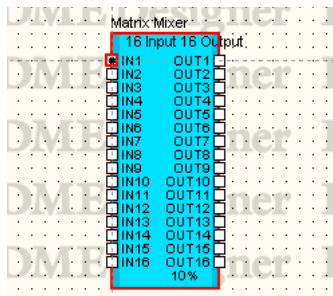 DME Designer
Matrix Mixer
16 Input 16 Output
IN1 OUT1
IN2 OUT2
IN3 OUT3
IN4 OUT4
IN5 OUT5
IN6 OUT6
IN7 OUT7
IN8 OUT8
IN9 OUT9
IN10 OUT10
IN11 OUT11
IN12 OUT12
IN13 OUT13
IN14 OUT14
IN15 OUT15
IN16 OUT16
10%